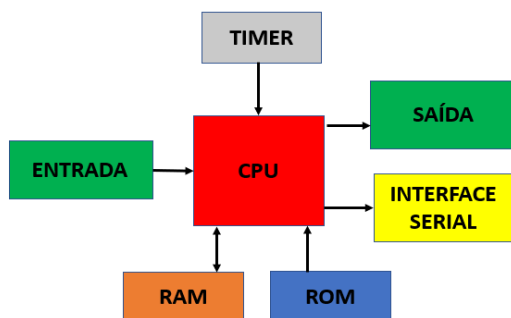 TIMER
SAÍDA
ENTRADA
CPU
INTERFACE
SERIAL
RAM
ROM